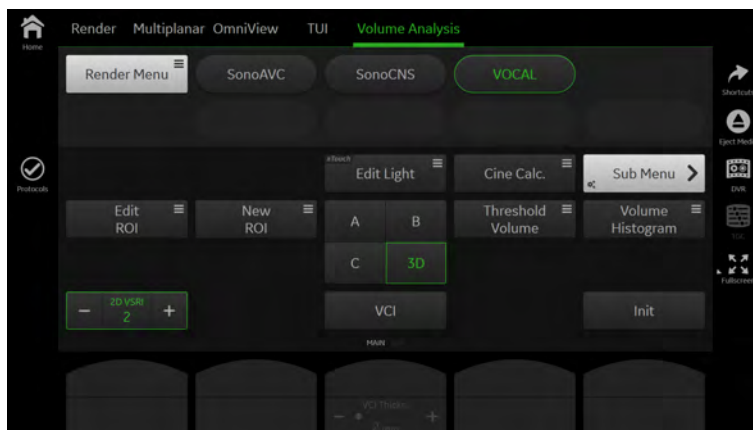 Home
Render Multiplanar OmniView TUI Volume Analysis
Render Menu SonoAVC SonoCNS VOCAL
Shortcuts
Eject Media
Protocols
Edit Light Cine Calc. Sub Menu
DVR
Edit
ROI
New
ROI
A B
Threshold
Volume
Volume
Histogram
TGC
C 3D
Fullscreen
2D VSRI
− 2 +
VCI
Init
MAIN
− +